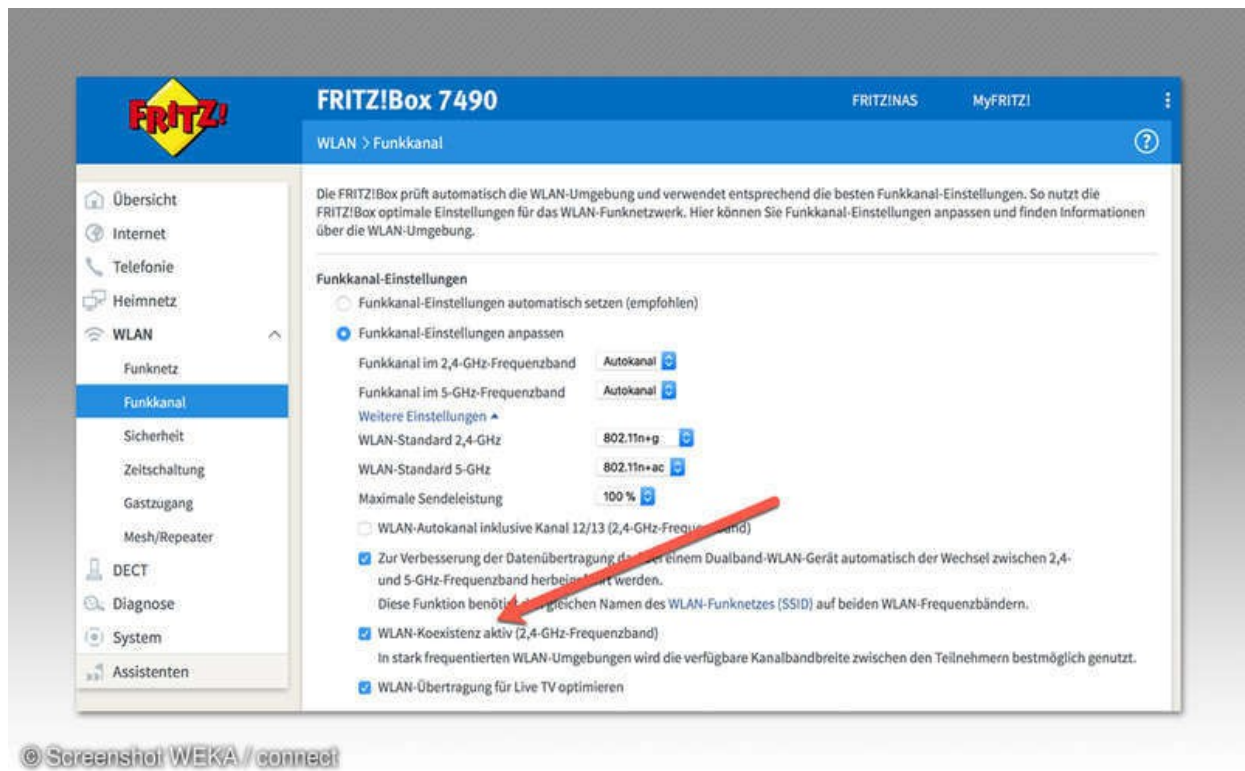 FRITZ!
FRITZ!Box 7490
FRITZ!NAS
MyFRITZ!
WLAN > Funkkanal
Übersicht
Internet
Telefonie
Heimnetz
WLAN
Funknetz
Funkkanal
Sicherheit
Zeitschaltung
Gastzugang
Mesh/Repeater
DECT
Diagnose
System
Assistenten
Die FRITZ!Box prüft automatisch die WLAN-Umgebung und verwendet entsprechend die besten Funkkanal-Einstellungen. So nutzt die
FRITZ!Box optimale Einstellungen für das WLAN-Funknetzwerk. Hier können Sie Funkkanal-Einstellungen anpassen und finden Informationen
über die WLAN-Umgebung.
Funkkanal-Einstellungen
Funkkanal-Einstellungen automatisch setzen (empfohlen)
Funkkanal-Einstellungen anpassen
Funkkanal im 2,4-GHz-Frequenzband Autokanal
Funkkanal im 5-GHz-Frequenzband Autokanal
Weitere Einstellungen
WLAN-Standard 2,4-GHz 802.11n+g
WLAN-Standard 5-GHz 802.11n+ac
Maximale Sendeleistung 100 %
WLAN-Autokanal inklusive Kanal 12/13 (2,4-GHz-Frequenzband)
Zur Verbesserung der Datenübertragung einem Dualband-WLAN-Gerät automatisch der Wechsel zwischen 2,4-
und 5-GHz-Frequenzband werden.
Diese Funktion benötigt gleichen Namen des WLAN-Funknetzes (SSID) auf beiden WLAN-Frequenzbändern.
WLAN-Koexistenz aktiv (2,4-GHz-Frequenzband)
In stark frequentierten WLAN-Umgebungen wird die verfügbare Kanalbandbreite zwischen den Teilnehmern bestmöglich genutzt.
WLAN-Übertragung für Live TV optimieren
© Screenshot WEKA / connect